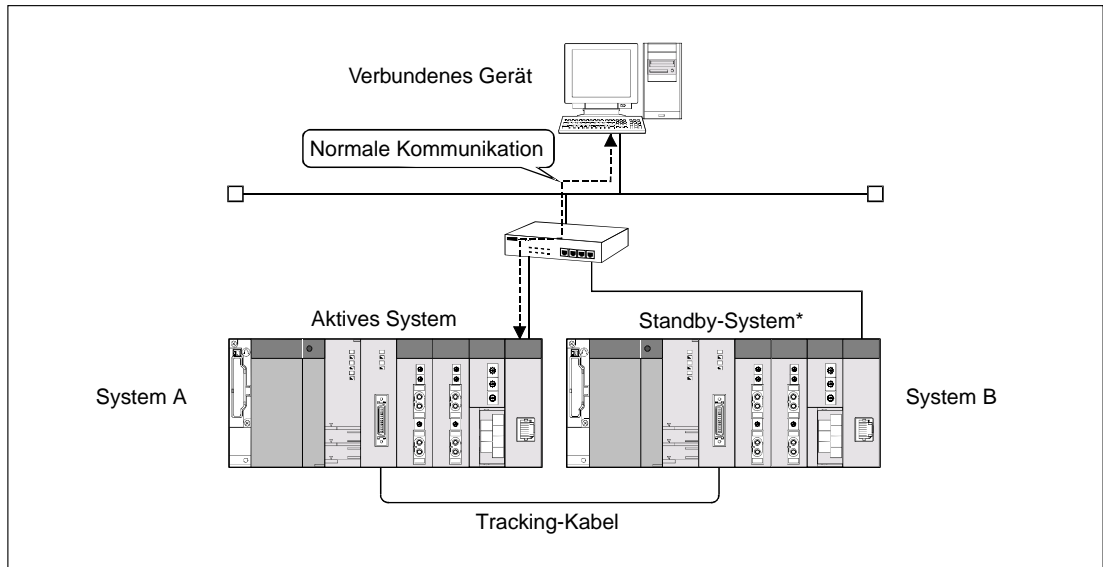 Verbundenes Gerät
Normale Kommunikation
Aktives System
Standby-System*
System A
System B
Tracking-Kabel